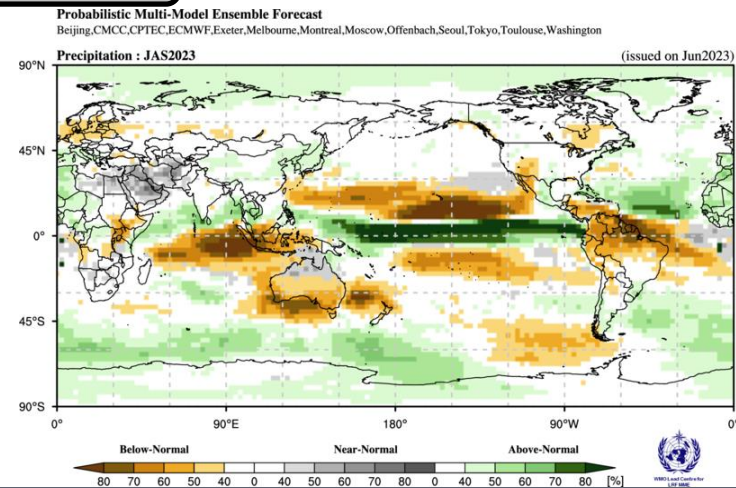 Probabilistic Multi-Model Ensemble Forecast
Beijing,CMCC,CPTEC,ECMWF,Exeter,Melbourne,Montreal,Moscow,Offenbach,Seoul,Tokyo,Toulouse,Washington
Precipitation : JAS2023 (issued on Jun2023)
90°N
45°N
0°
45°S
90°S
0° 90°E 180° 90°W 0°
Below-Normal Near-Normal Above-Normal
80 70 60 50 40 0 40 50 60 70 80 0 40 50 60 70 80 [%]
WMO Lead Centre for
LRF MME